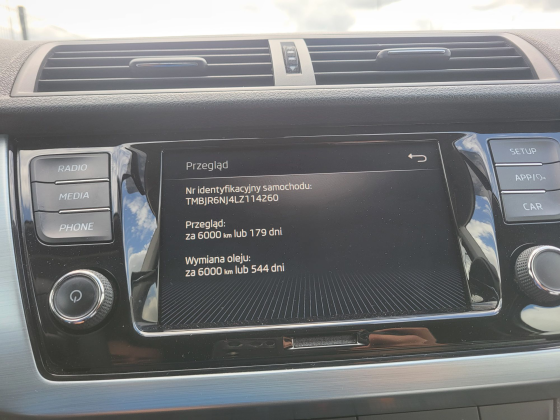 RADIO
MEDIA
PHONE
Przegląd
Nr identyfikacyjny samochodu:
TMBJR6NJ4LZ114260
Przegląd:
za 6000 km lub 179 dni
Wymiana oleju:
za 6000 km lub 544 dni
SETUP
APP/
CAR